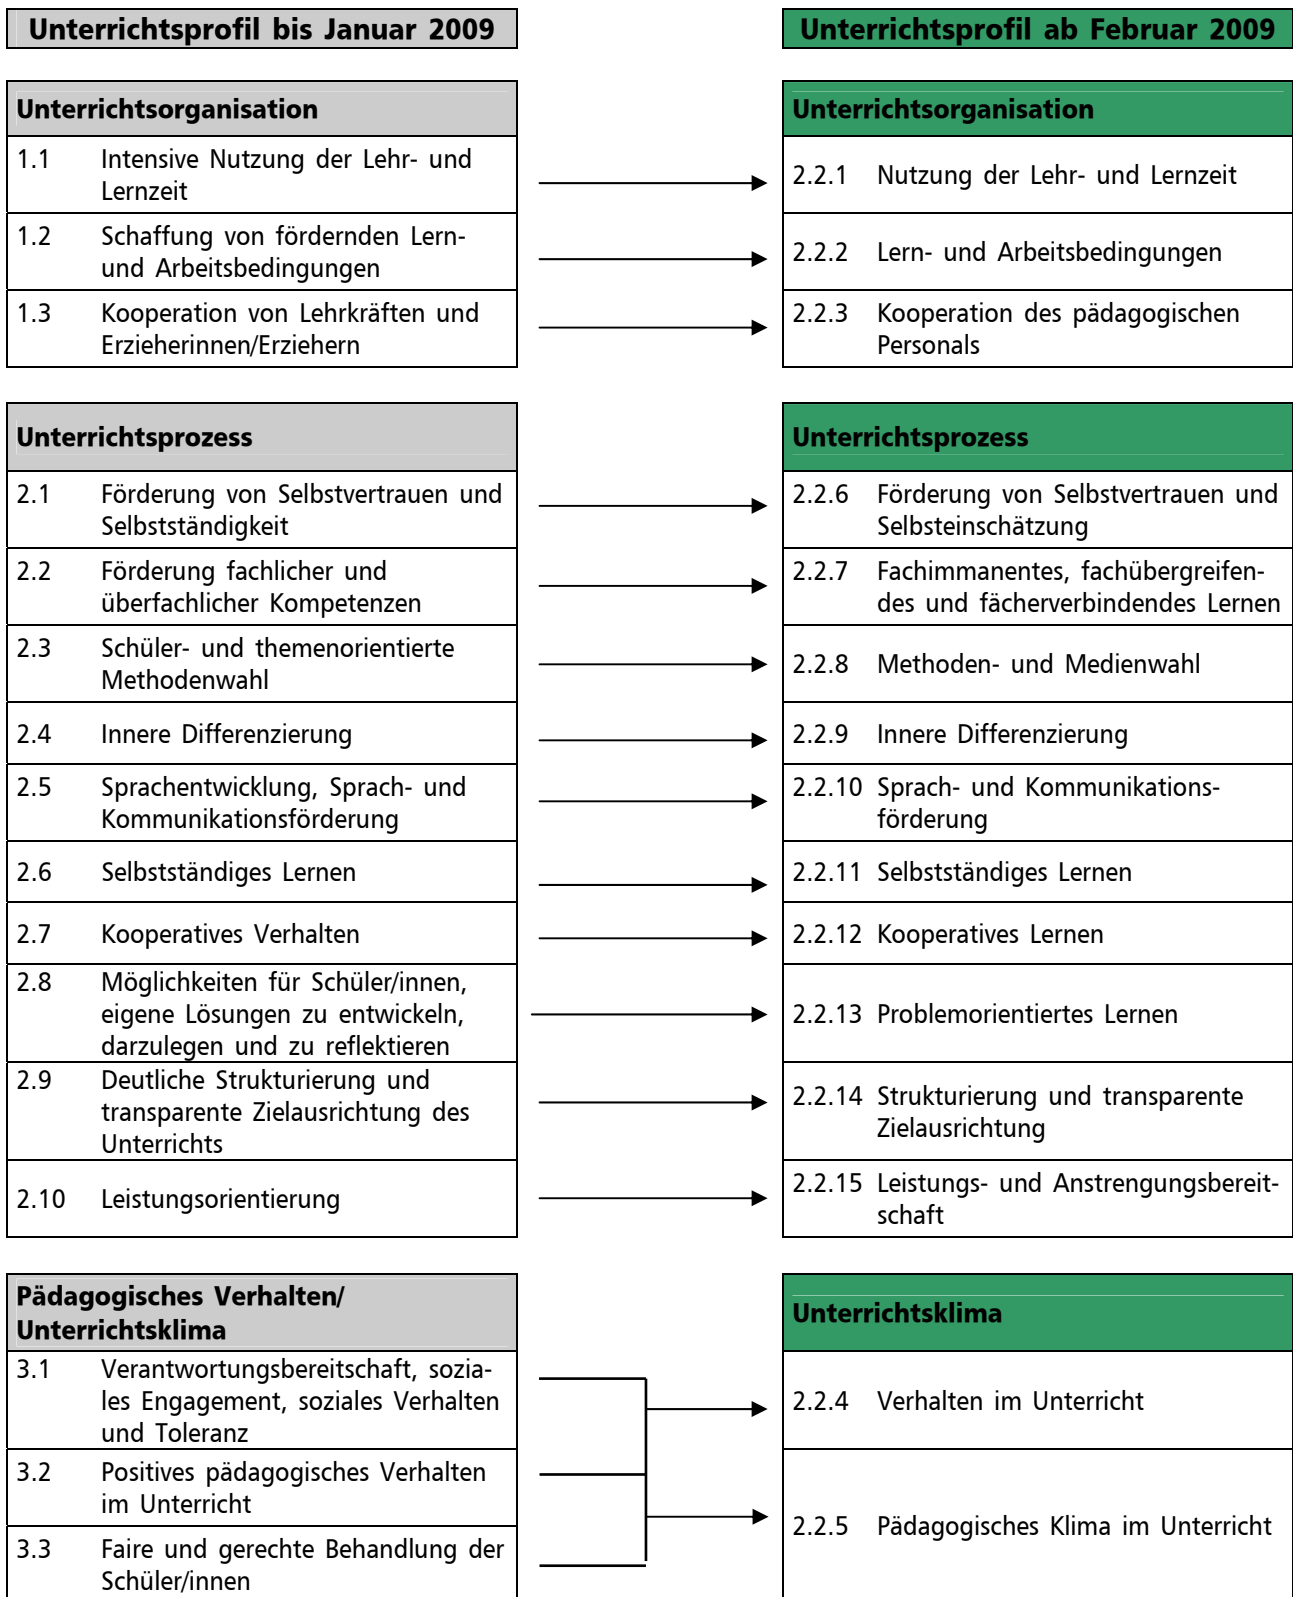 Unterrichtsprofil bis Januar 2009
Unterrichtsprofil ab Februar 2009
Unterrichtsorganisation
Unterrichtsorganisation
1.1 Intensive Nutzung der Lehr- und
Lernzeit
2.2.1 Nutzung der Lehr- und Lernzeit
1.2 Schaffung von fördernden Lern-
und Arbeitsbedingungen
2.2.2 Lern- und Arbeitsbedingungen
1.3 Kooperation von Lehrkräften und
Erzieherinnen/Erziehern
2.2.3 Kooperation des pädagogischen
Personals
Unterrichtsprozess
Unterrichtsprozess
2.1 Förderung von Selbstvertrauen und
Selbstständigkeit
2.2.6 Förderung von Selbstvertrauen und
Selbsteinschätzung
2.2 Förderung fachlicher und
überfachlicher Kompetenzen
2.2.7 Fachimmanentes, fachübergreifen-
des und fächerverbindendes Lernen
2.3 Schüler- und themenorientierte
Methodenwahl
2.2.8 Methoden- und Medienwahl
2.4 Innere Differenzierung
2.2.9 Innere Differenzierung
2.5 Sprachentwicklung, Sprach- und
Kommunikationsförderung
2.2.10 Sprach- und Kommunikations-
förderung
2.6 Selbstständiges Lernen
2.2.11 Selbstständiges Lernen
2.7 Kooperatives Verhalten
2.2.12 Kooperatives Lernen
2.8 Möglichkeiten für Schüler/innen,
eigene Lösungen zu entwickeln,
darzulegen und zu reflektieren
2.2.13 Problemorientiertes Lernen
2.9 Deutliche Strukturierung und
transparente Zielausrichtung des
Unterrichts
2.2.14 Strukturierung und transparente
Zielausrichtung
2.10 Leistungsorientierung
2.2.15 Leistungs- und Anstrengungsbereit-
schaft
Pädagogisches Verhalten/
Unterrichtsklima
Unterrichtsklima
3.1 Verantwortungsbereitschaft, sozia-
les Engagement, soziales Verhalten
und Toleranz
2.2.4 Verhalten im Unterricht
3.2 Positives pädagogisches Verhalten
im Unterricht
2.2.5 Pädagogisches Klima im Unterricht
3.3 Faire und gerechte Behandlung der
Schüler/innen